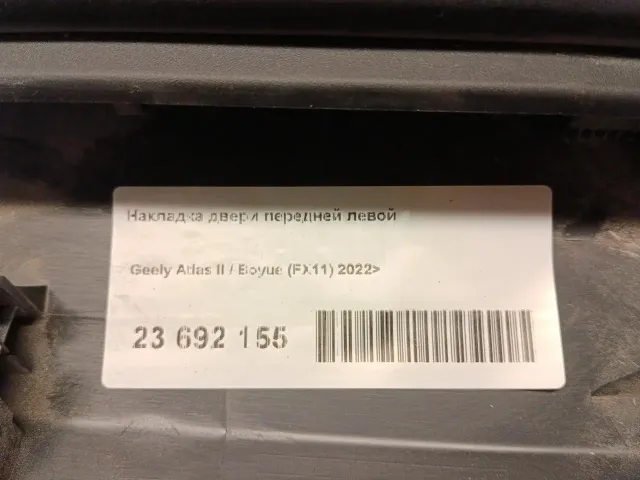 Накладка двери передней левой
Geely Atlas II / Boyue (FX11) 2022>
23 692 155